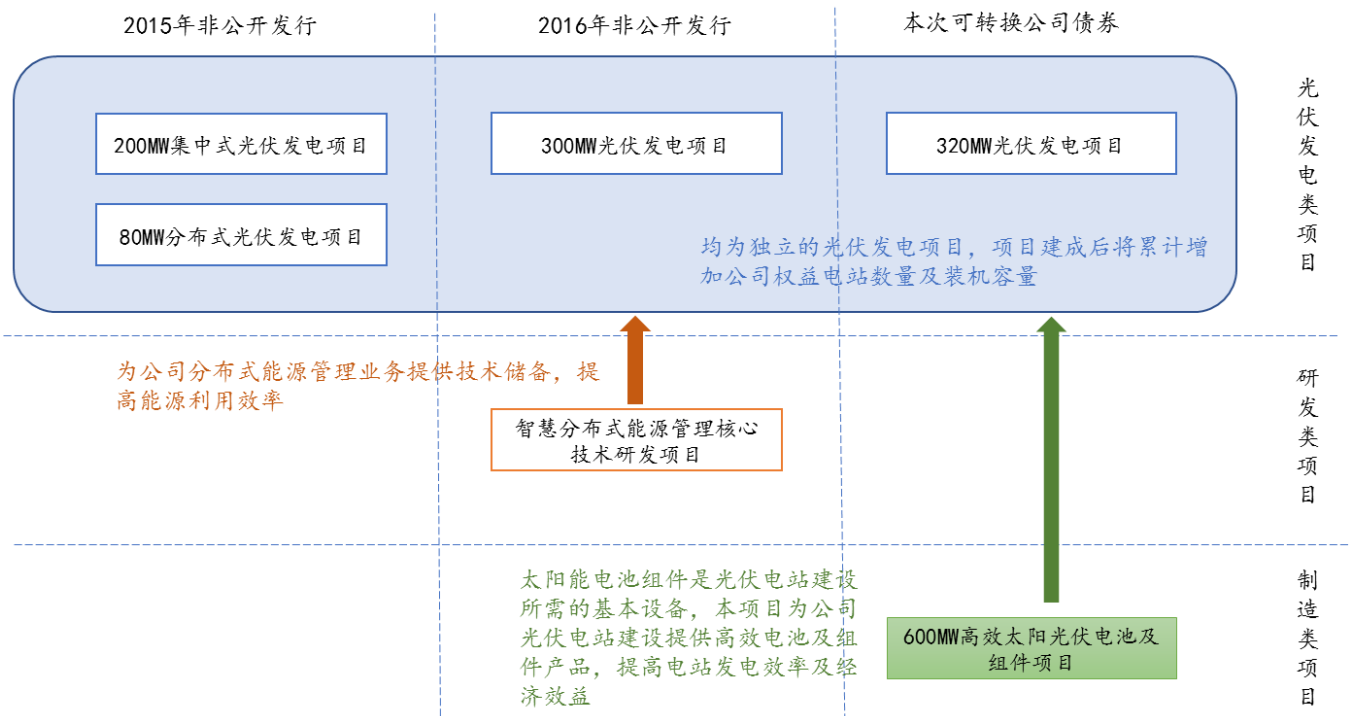 2015年非公开发行
2016年非公开发行
本次可转换公司债券
200MW集中式光伏发电项目
300MW光伏发电项目
320MW光伏发电项目
80MW分布式光伏发电项目
均为独立的光伏发电项目，项目建成后将累计增
加公司权益电站数量及装机容量
光伏发电类项目
为公司分布式能源管理业务提供技术储备，提
高能源利用效率
智慧分布式能源管理核心
技术研发项目
研发类项目
太阳能电池组件是光伏电站建设
所需的基本设备，本项目为公司
光伏电站建设提供高效电池及组
件产品，提高电站发电效率及经
济效益
600MW高效太阳光伏电池及
组件项目
制造类项目